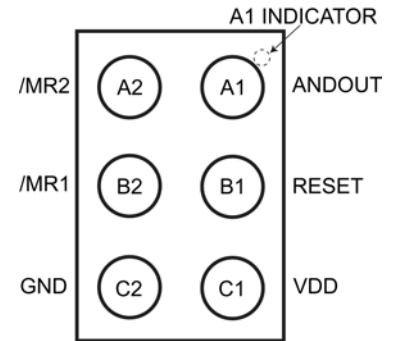 A1 INDICATOR
/MR2 A2 A1 ANDOUT
/MR1 B2 B1 RESET
GND C2 C1 VDD